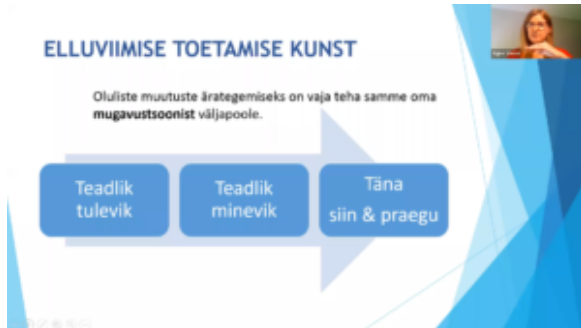 ELLUVIIMISE TOETAMISE KUNST
Oluliste muutuste ärategemiseks on vaja teha samme oma
mugavustsoonist väljapoole.
Teadlik
tulevik
Teadlik
minevik
Täna
siin & praegu